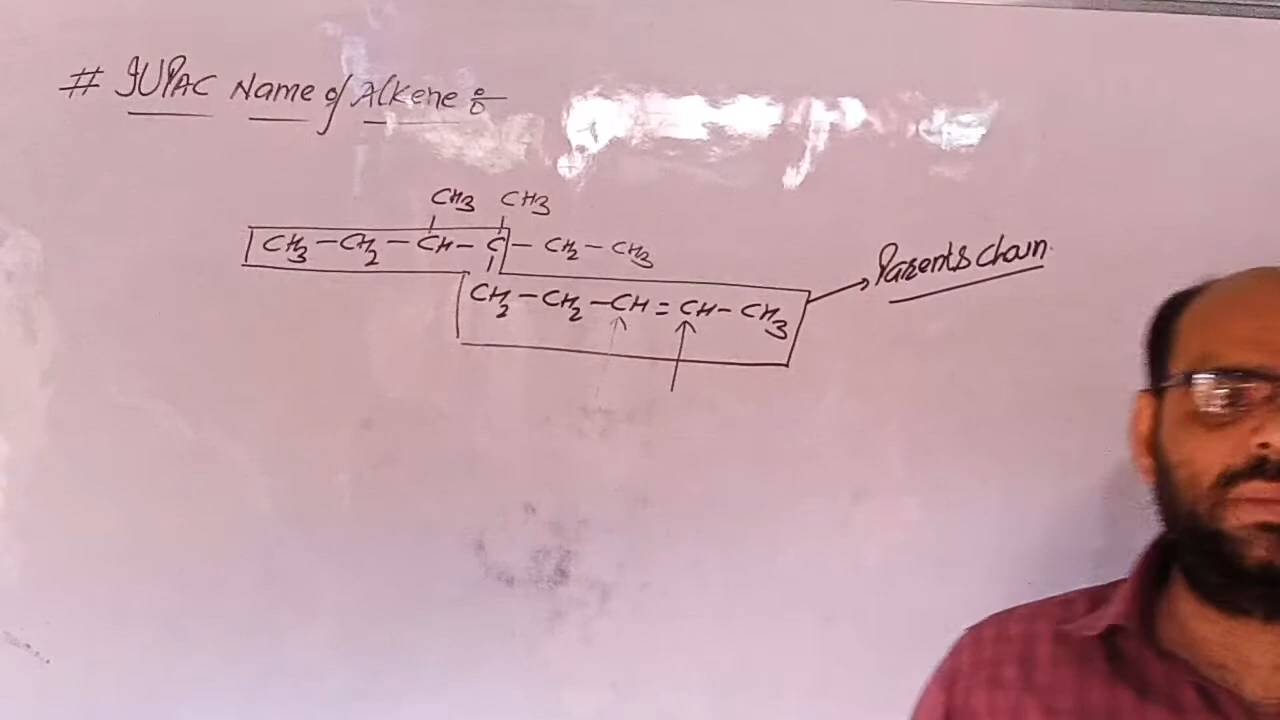 # IUPAC Name of Alkene :-
CH3 CH3
CH3 - CH2 - CH - C - CH2 - CH3
Parents chain
CH2 - CH2 - CH = CH - CH3